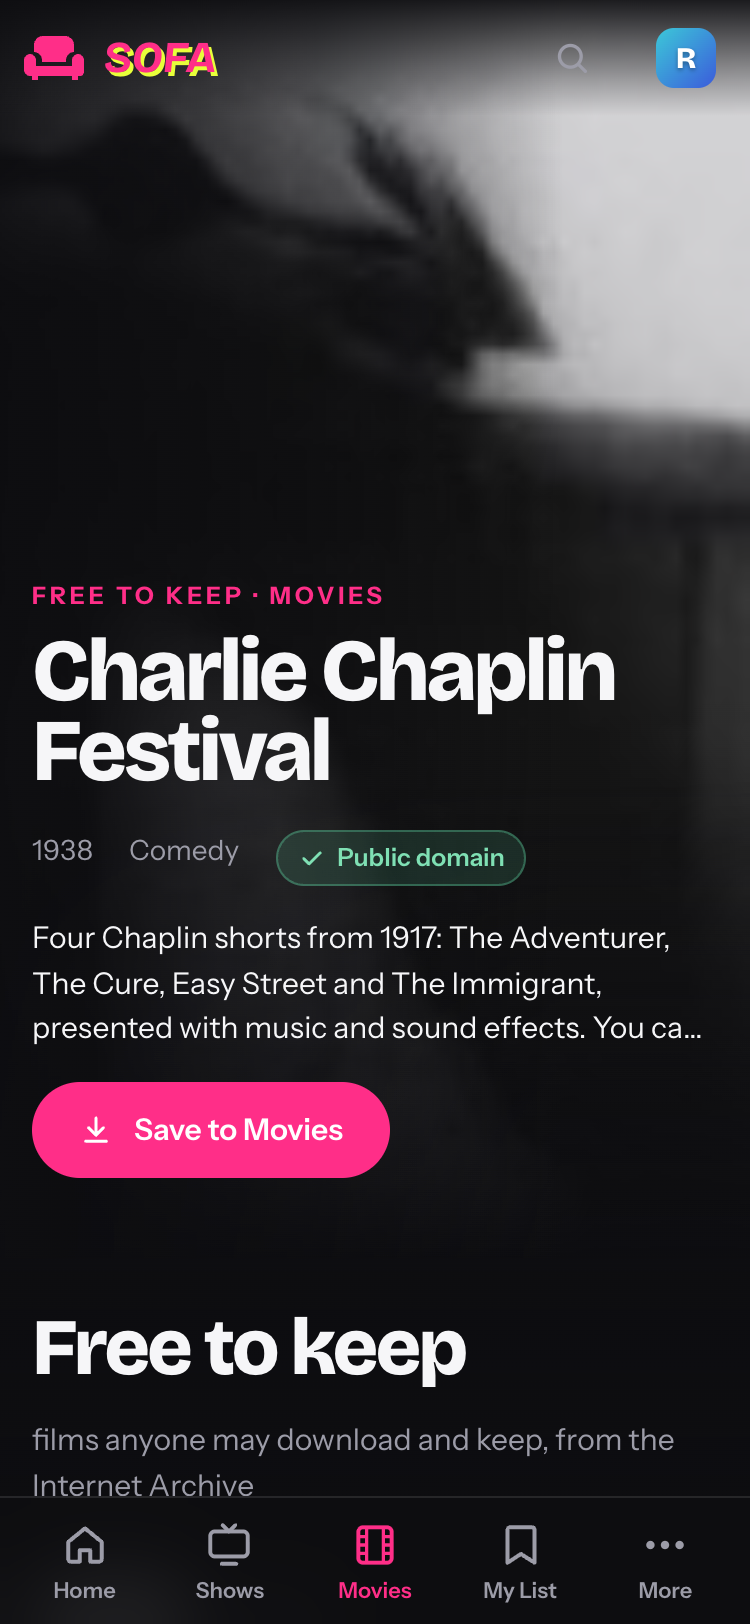 SOFA
R
FREE TO KEEP · MOVIES
Charlie Chaplin
Festival
1938 Comedy Public domain
Four Chaplin shorts from 1917: The Adventurer,
The Cure, Easy Street and The Immigrant,
presented with music and sound effects. You ca...
Save to Movies
Free to keep
films anyone may download and keep, from the
Internet Archive
Home Shows Movies My List More